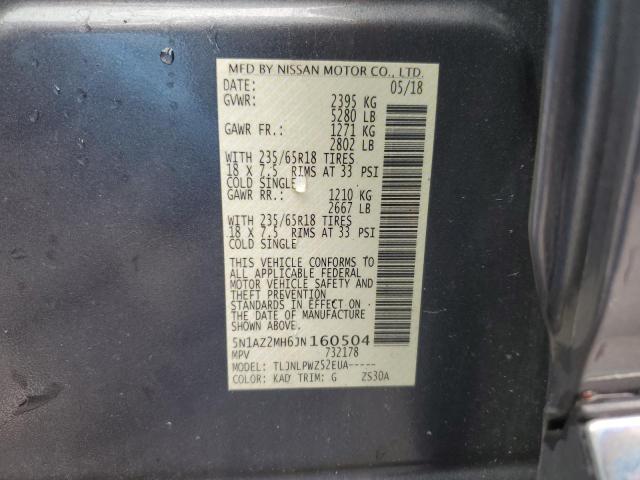 MFD BY NISSAN MOTOR CO., LTD.
DATE: 05/18
GVWR: 2395 KG
5280 LB
GAWR FR.: 1271 KG
2802 LB
WITH 235/65R18 TIRES
18 X 7.5 RIMS AT 33 PSI
COLD SINGLE
GAWR RR.: 1210 KG
2667 LB
WITH 235/65R18 TIRES
18 X 7.5 RIMS AT 33 PSI
COLD SINGLE
THIS VEHICLE CONFORMS TO
ALL APPLICABLE FEDERAL
MOTOR VEHICLE SAFETY AND
THEFT PREVENTION
STANDARDS IN EFFECT ON
THE DATE OF MANUFACTURE
SHOWN ABOVE.
5N1AZ2MH6JN160504
MPV 732178
MODEL: TLJNLPWZ52EUA-----
COLOR: KAD TRIM: G ZS30A